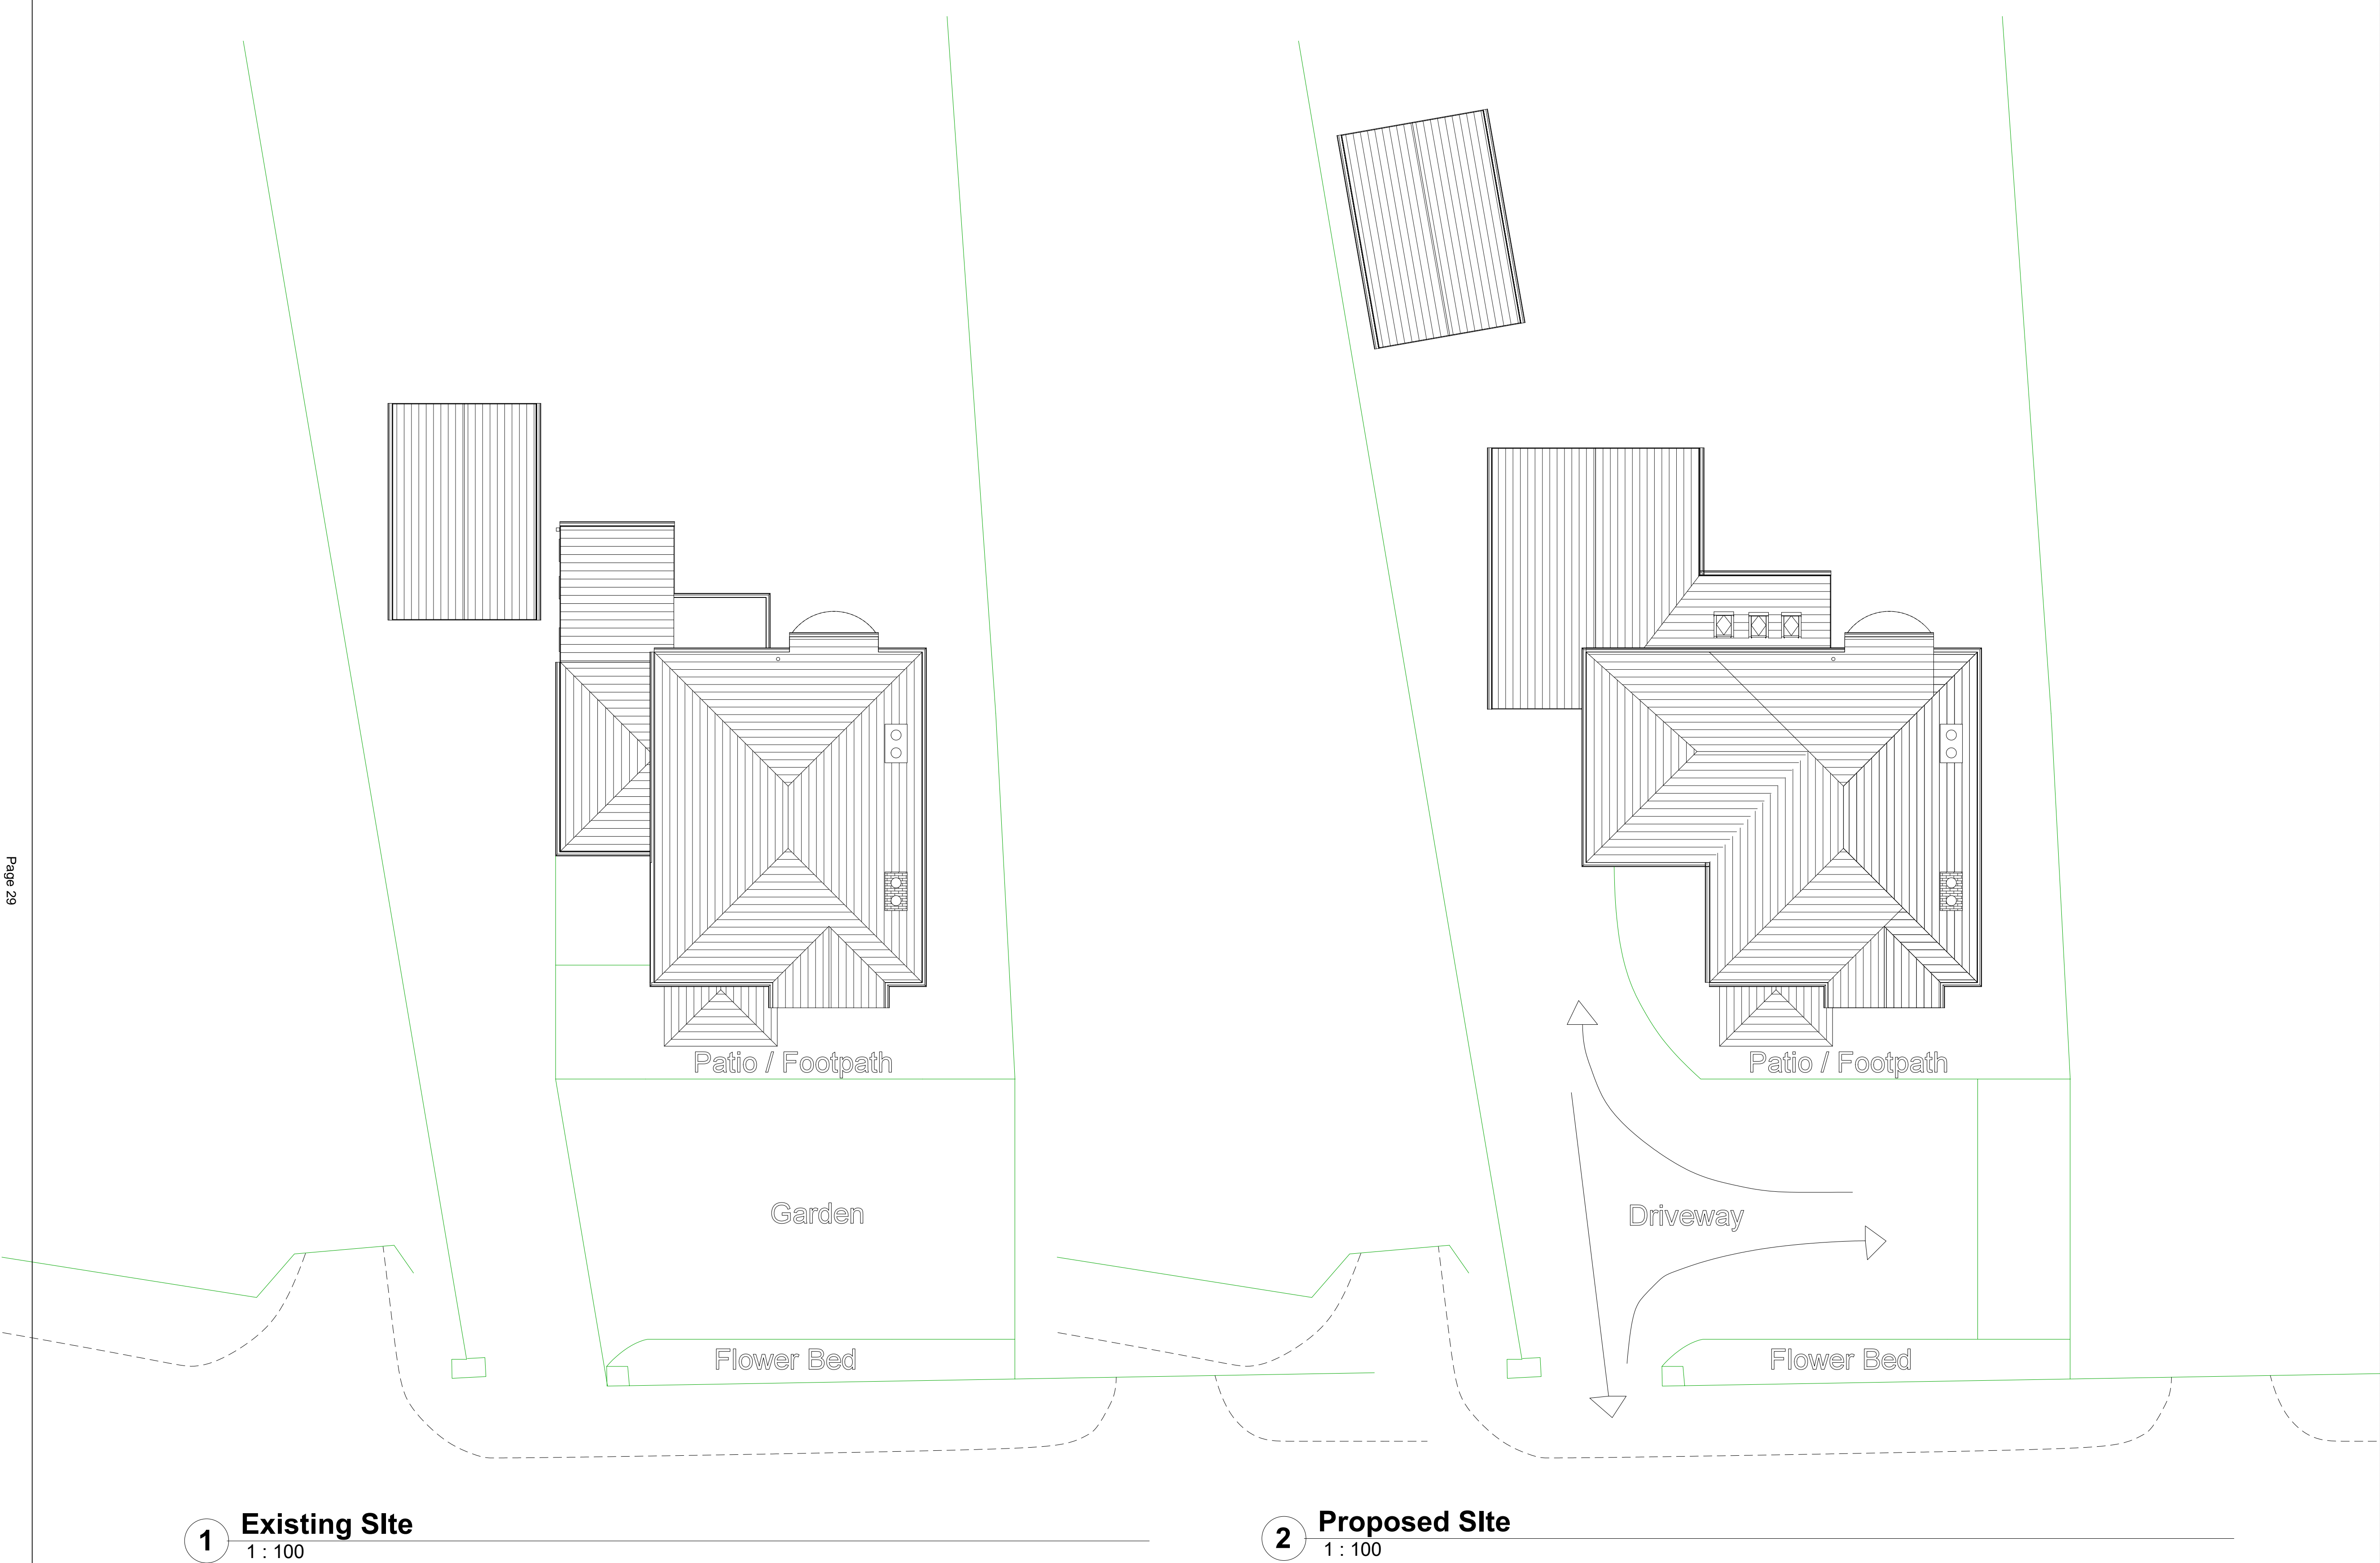 Patio / Footpath
Garden
Flower Bed
1
Existing SIte
1 : 100
Patio / Footpath
Driveway
Flower Bed
2
Proposed SIte
1 : 100
Page 29